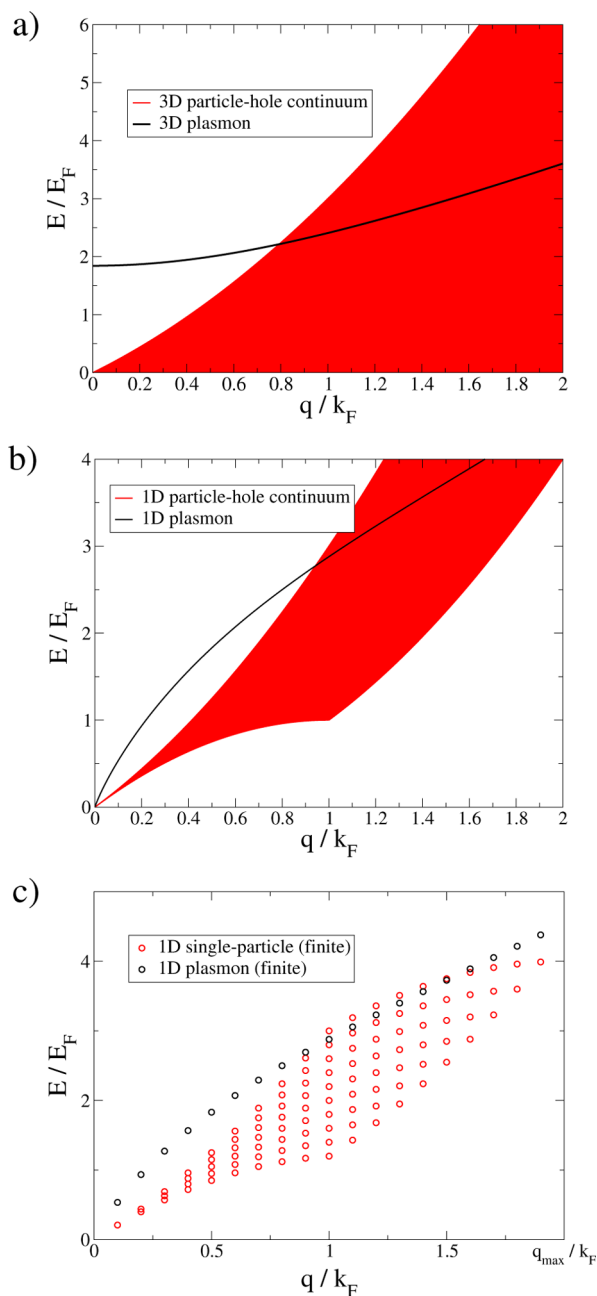 a)
6
5
4
3
2
1
0
E / E_F
3D particle-hole continuum
3D plasmon
0 0.2 0.4 0.6 0.8 1 1.2 1.4 1.6 1.8 2
q / k_F
b)
4
3
2
1
0
E / E_F
1D particle-hole continuum
1D plasmon
0 0.2 0.4 0.6 0.8 1 1.2 1.4 1.6 1.8 2
q / k_F
c)
4
2
0
E / E_F
1D single-particle (finite)
1D plasmon (finite)
0 0.5 1 1.5 q_max / k_F
q / k_F